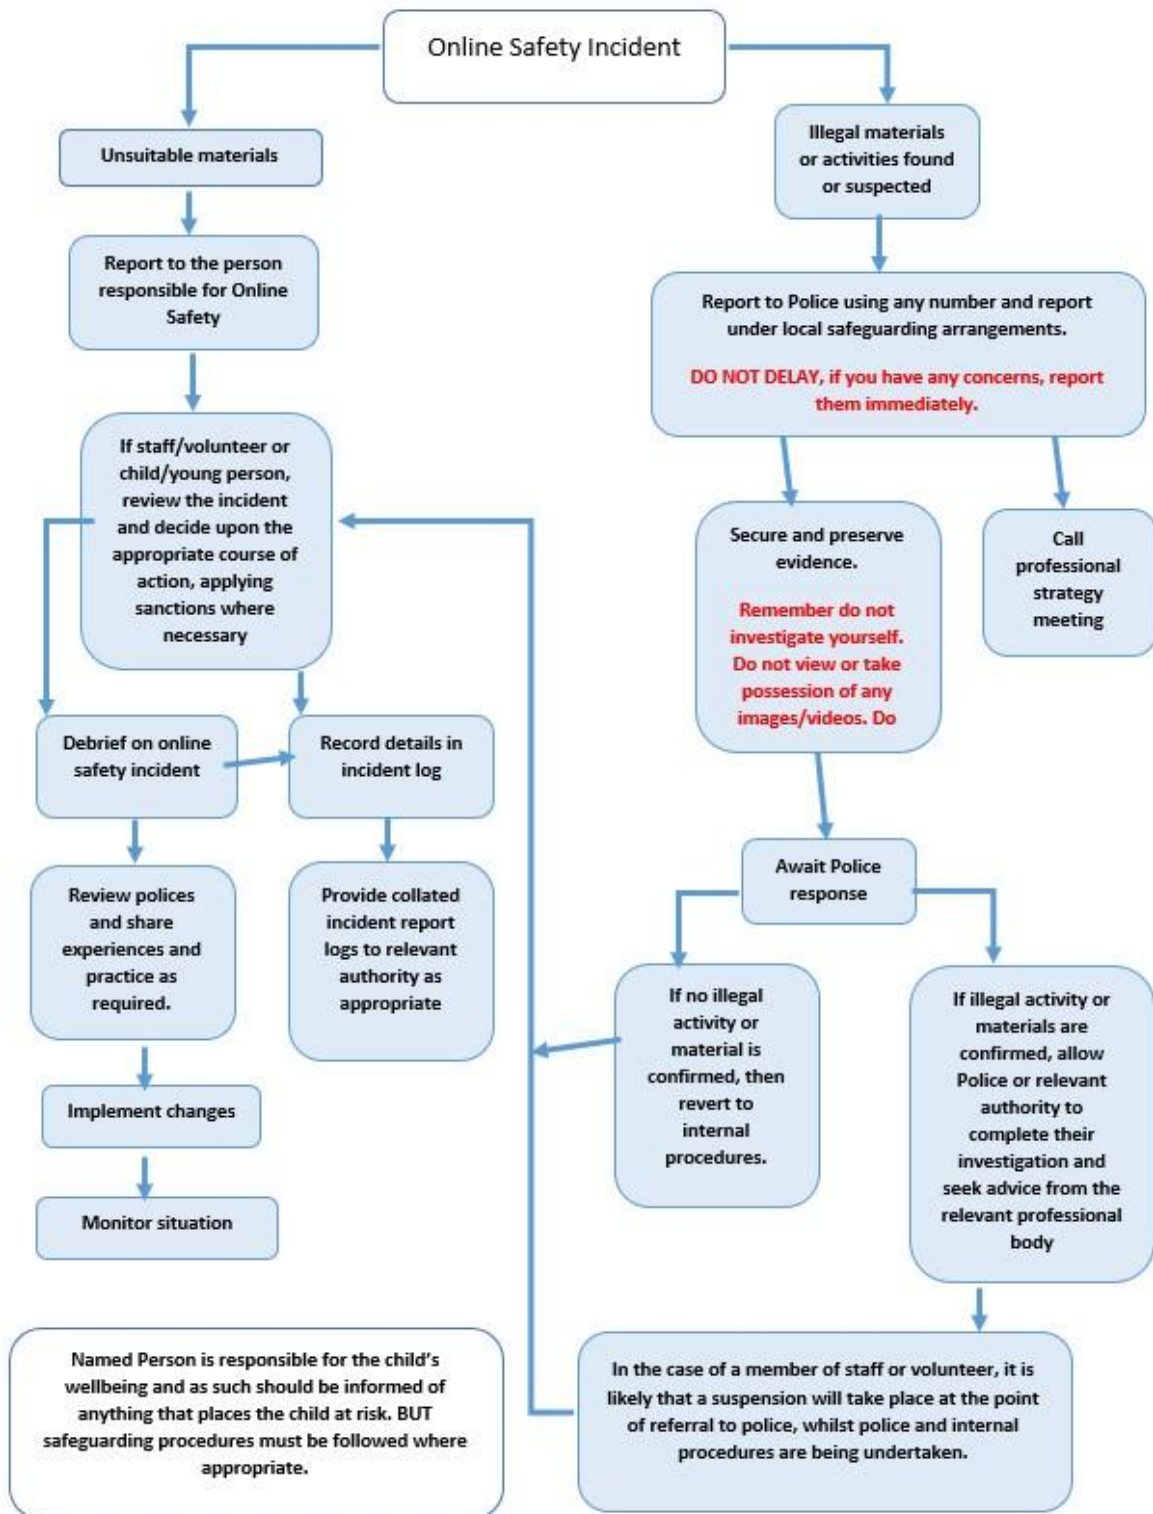 Online Safety Incident
Unsuitable materials
Report to the person
responsible for Online
Safety
If staff/volunteer or
child/young person,
review the incident
and decide upon the
appropriate course of
action, applying
sanctions where
necessary
Debrief on online
safety incident
Record details in
incident log
Review polices
and share
experiences and
practice as
required.
Provide collated
incident report
logs to relevant
authority as
appropriate
Implement changes
Monitor situation
Illegal materials
or activities found
or suspected
Report to Police using any number and report
under local safeguarding arrangements.
DO NOT DELAY, if you have any concerns, report
them immediately.
Secure and preserve
evidence.
Remember do not
investigate yourself.
Do not view or take
possession of any
images/videos. Do
Call
professional
strategy
meeting
Await Police
response
If no illegal
activity or
material is
confirmed, then
revert to
internal
procedures.
If illegal activity or
materials are
confirmed, allow
Police or relevant
authority to
complete their
investigation and
seek advice from the
relevant professional
body
In the case of a member of staff or volunteer, it is
likely that a suspension will take place at the point
of referral to police, whilst police and internal
procedures are being undertaken.
Named Person is responsible for the child’s
wellbeing and as such should be informed of
anything that places the child at risk. BUT
safeguarding procedures must be followed where
appropriate.